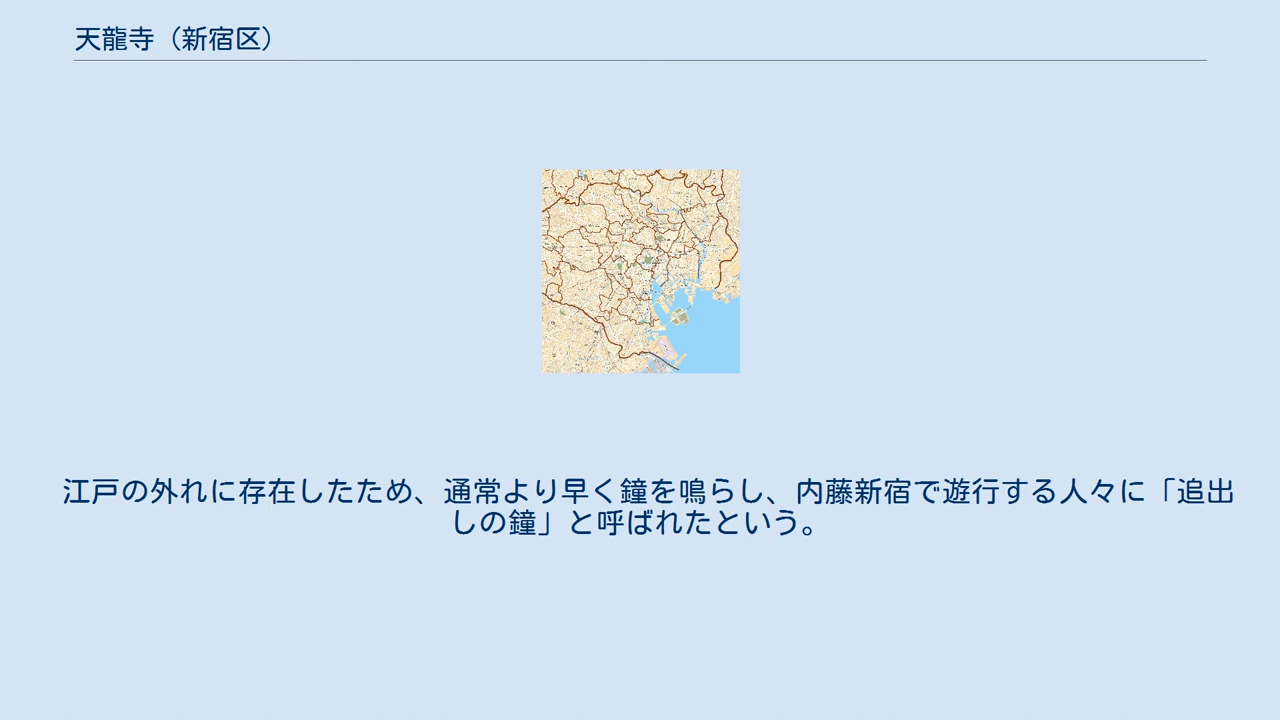 天龍寺（新宿区）
江戸の外れに存在したため、通常より早く鐘を鳴らし、内藤新宿で遊行する人々に「追出
しの鐘」と呼ばれたという。